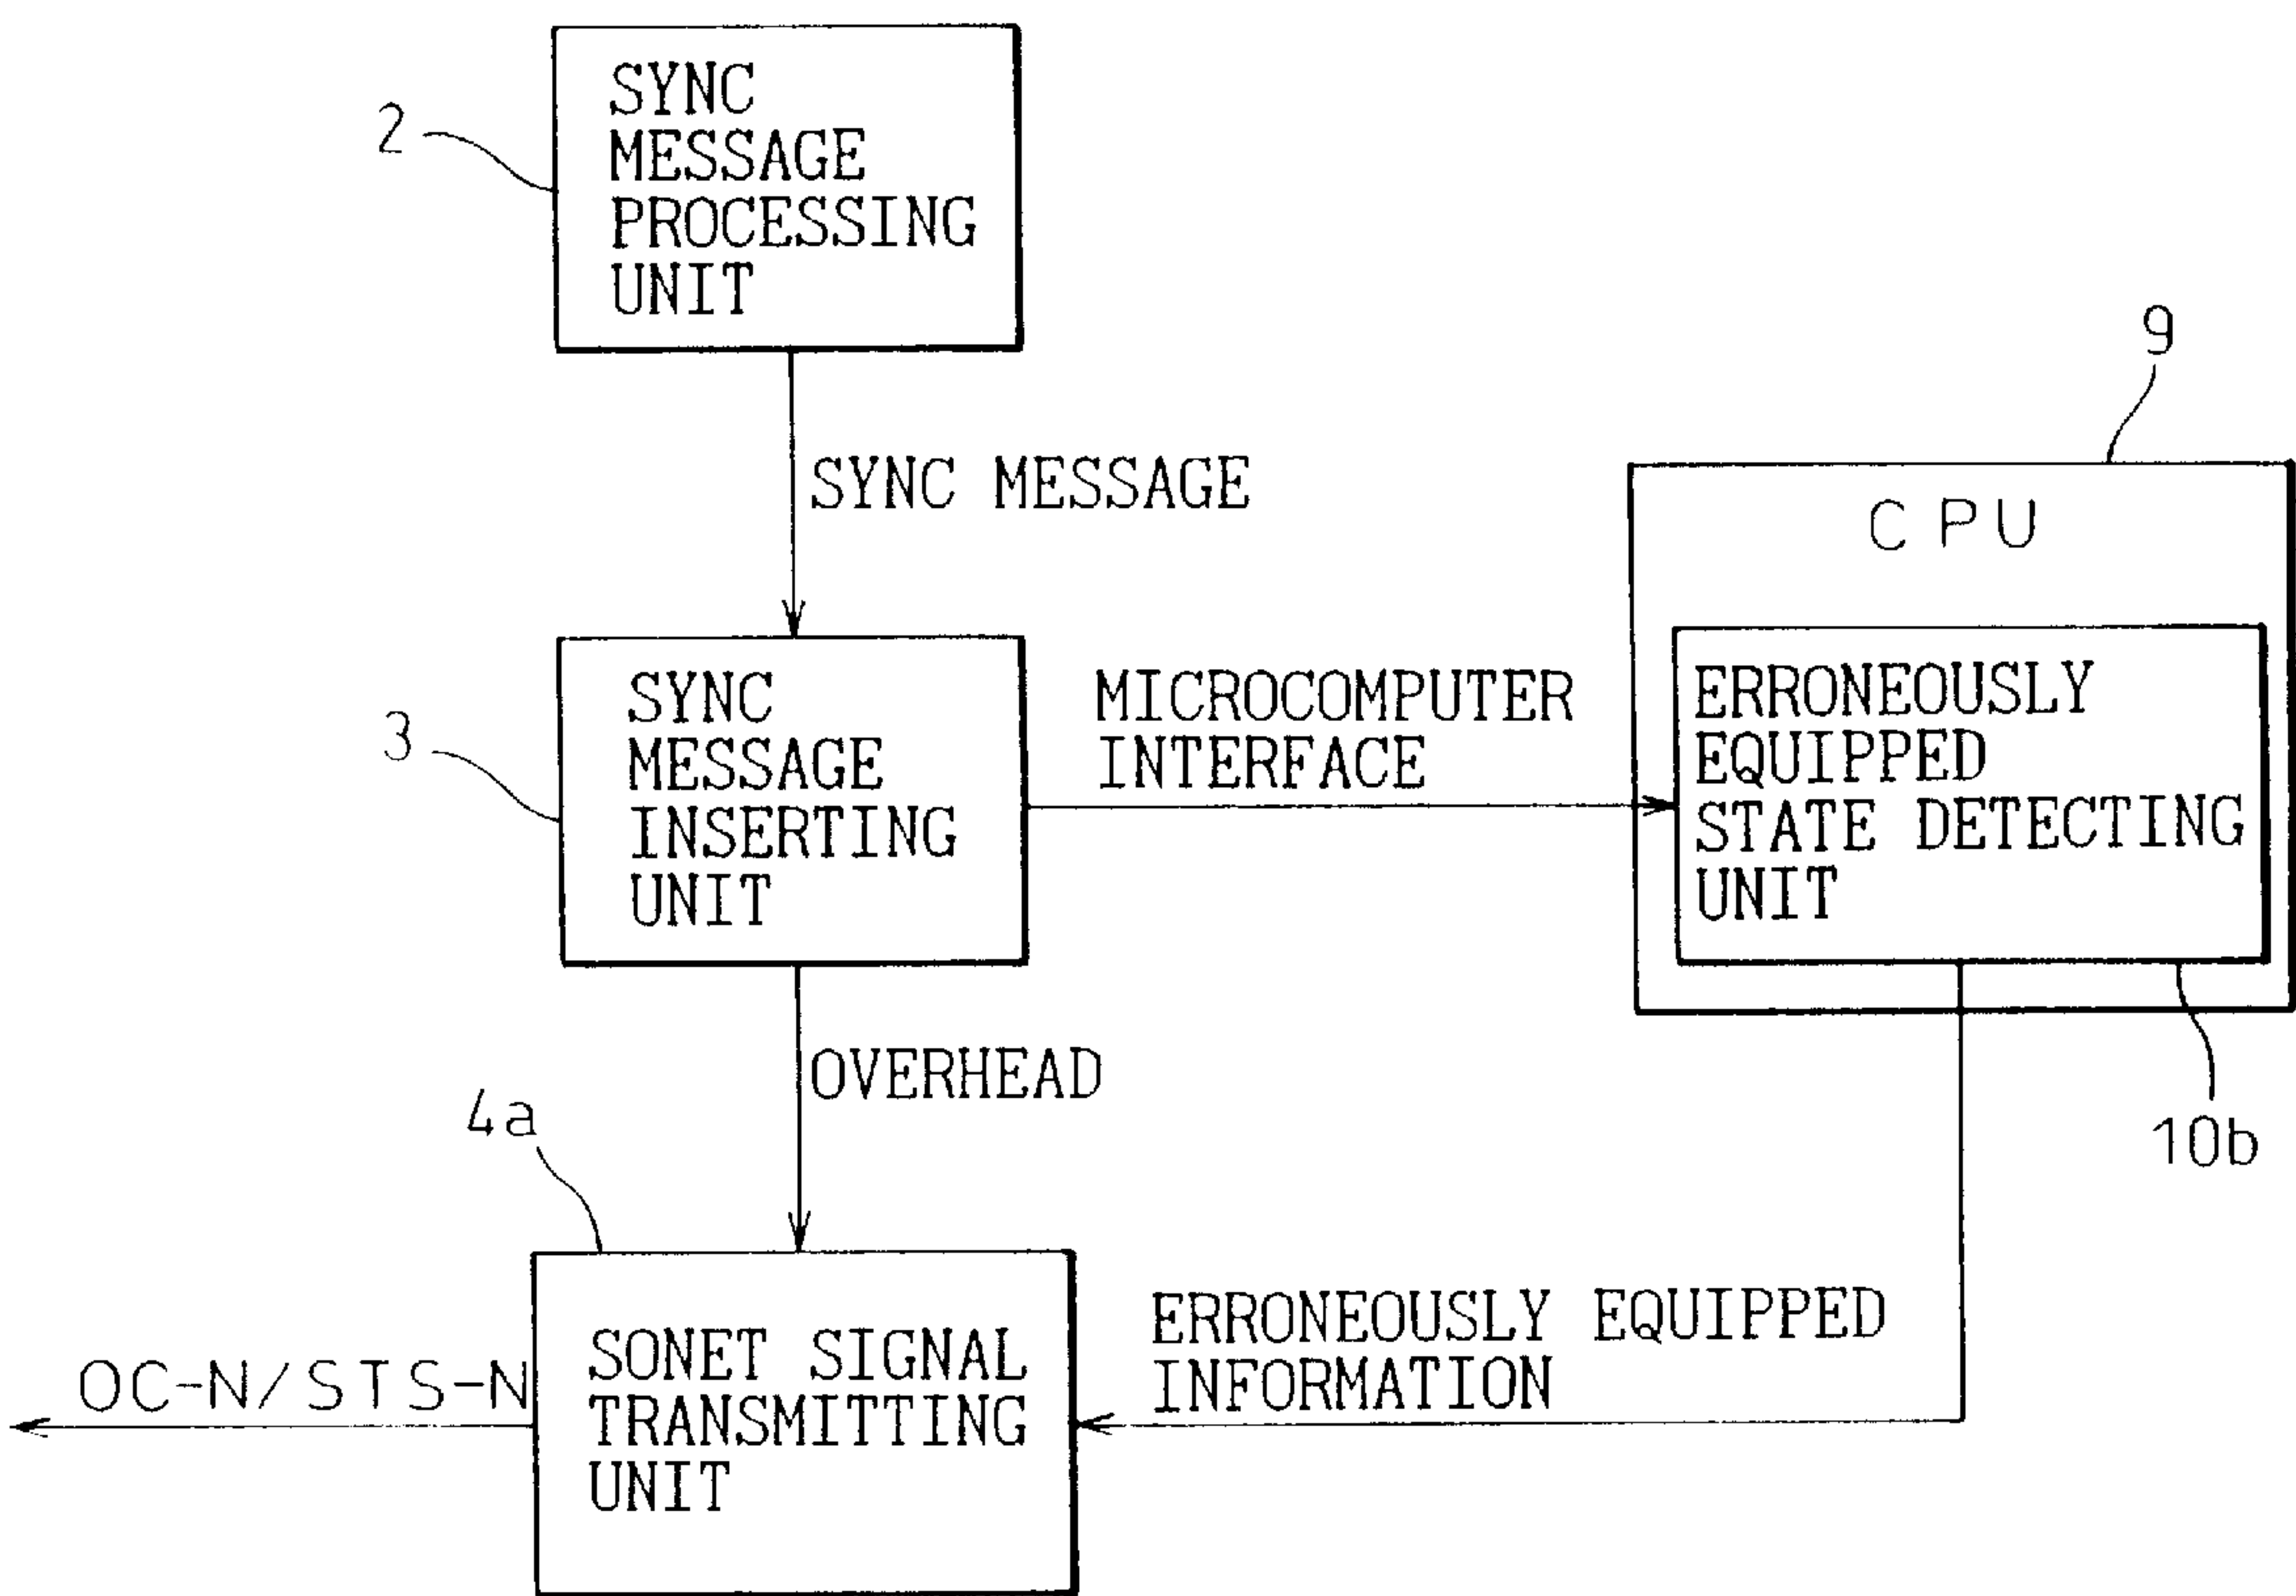 2
SYNC
MESSAGE
PROCESSING
UNIT
SYNC MESSAGE
9
CPU
3
SYNC
MESSAGE
INSERTING
UNIT
MICROCOMPUTER
INTERFACE
ERRONEOUSLY
EQUIPPED
STATE DETECTING
UNIT
10b
OVERHEAD
4a
SONET SIGNAL
TRANSMITTING
UNIT
ERRONEOUSLY EQUIPPED
INFORMATION
OC-N/STS-N